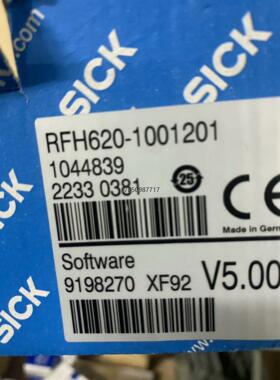 SICK
SICK
SICK
RFH620-1001201
1044839
2233 0381
25
CE
Made in Germ
Software
9198270 XF92 V5.00